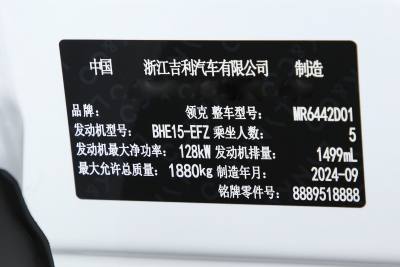 中国 浙江吉利汽车有限公司 制造
品牌: 领克 整车型号: MR6442D01
发动机型号: BHE15-EFZ 乘坐人数: 5
发动机最大净功率: 128kW 发动机排量: 1499mL
最大允许总质量: 1880kg 制造年月: 2024-09
铭牌零件号: 8889518888